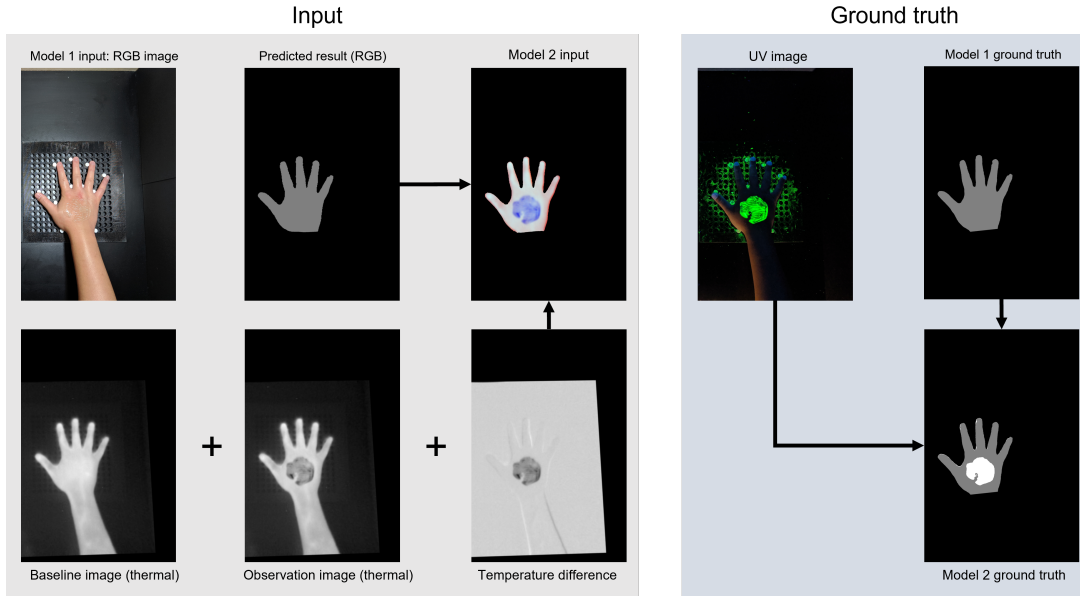 Input
Ground truth
Model 1 input: RGB image
Predicted result (RGB)
Model 2 input
UV image
Model 1 ground truth
+
+
Baseline image (thermal)
Observation image (thermal)
Temperature difference
Model 2 ground truth